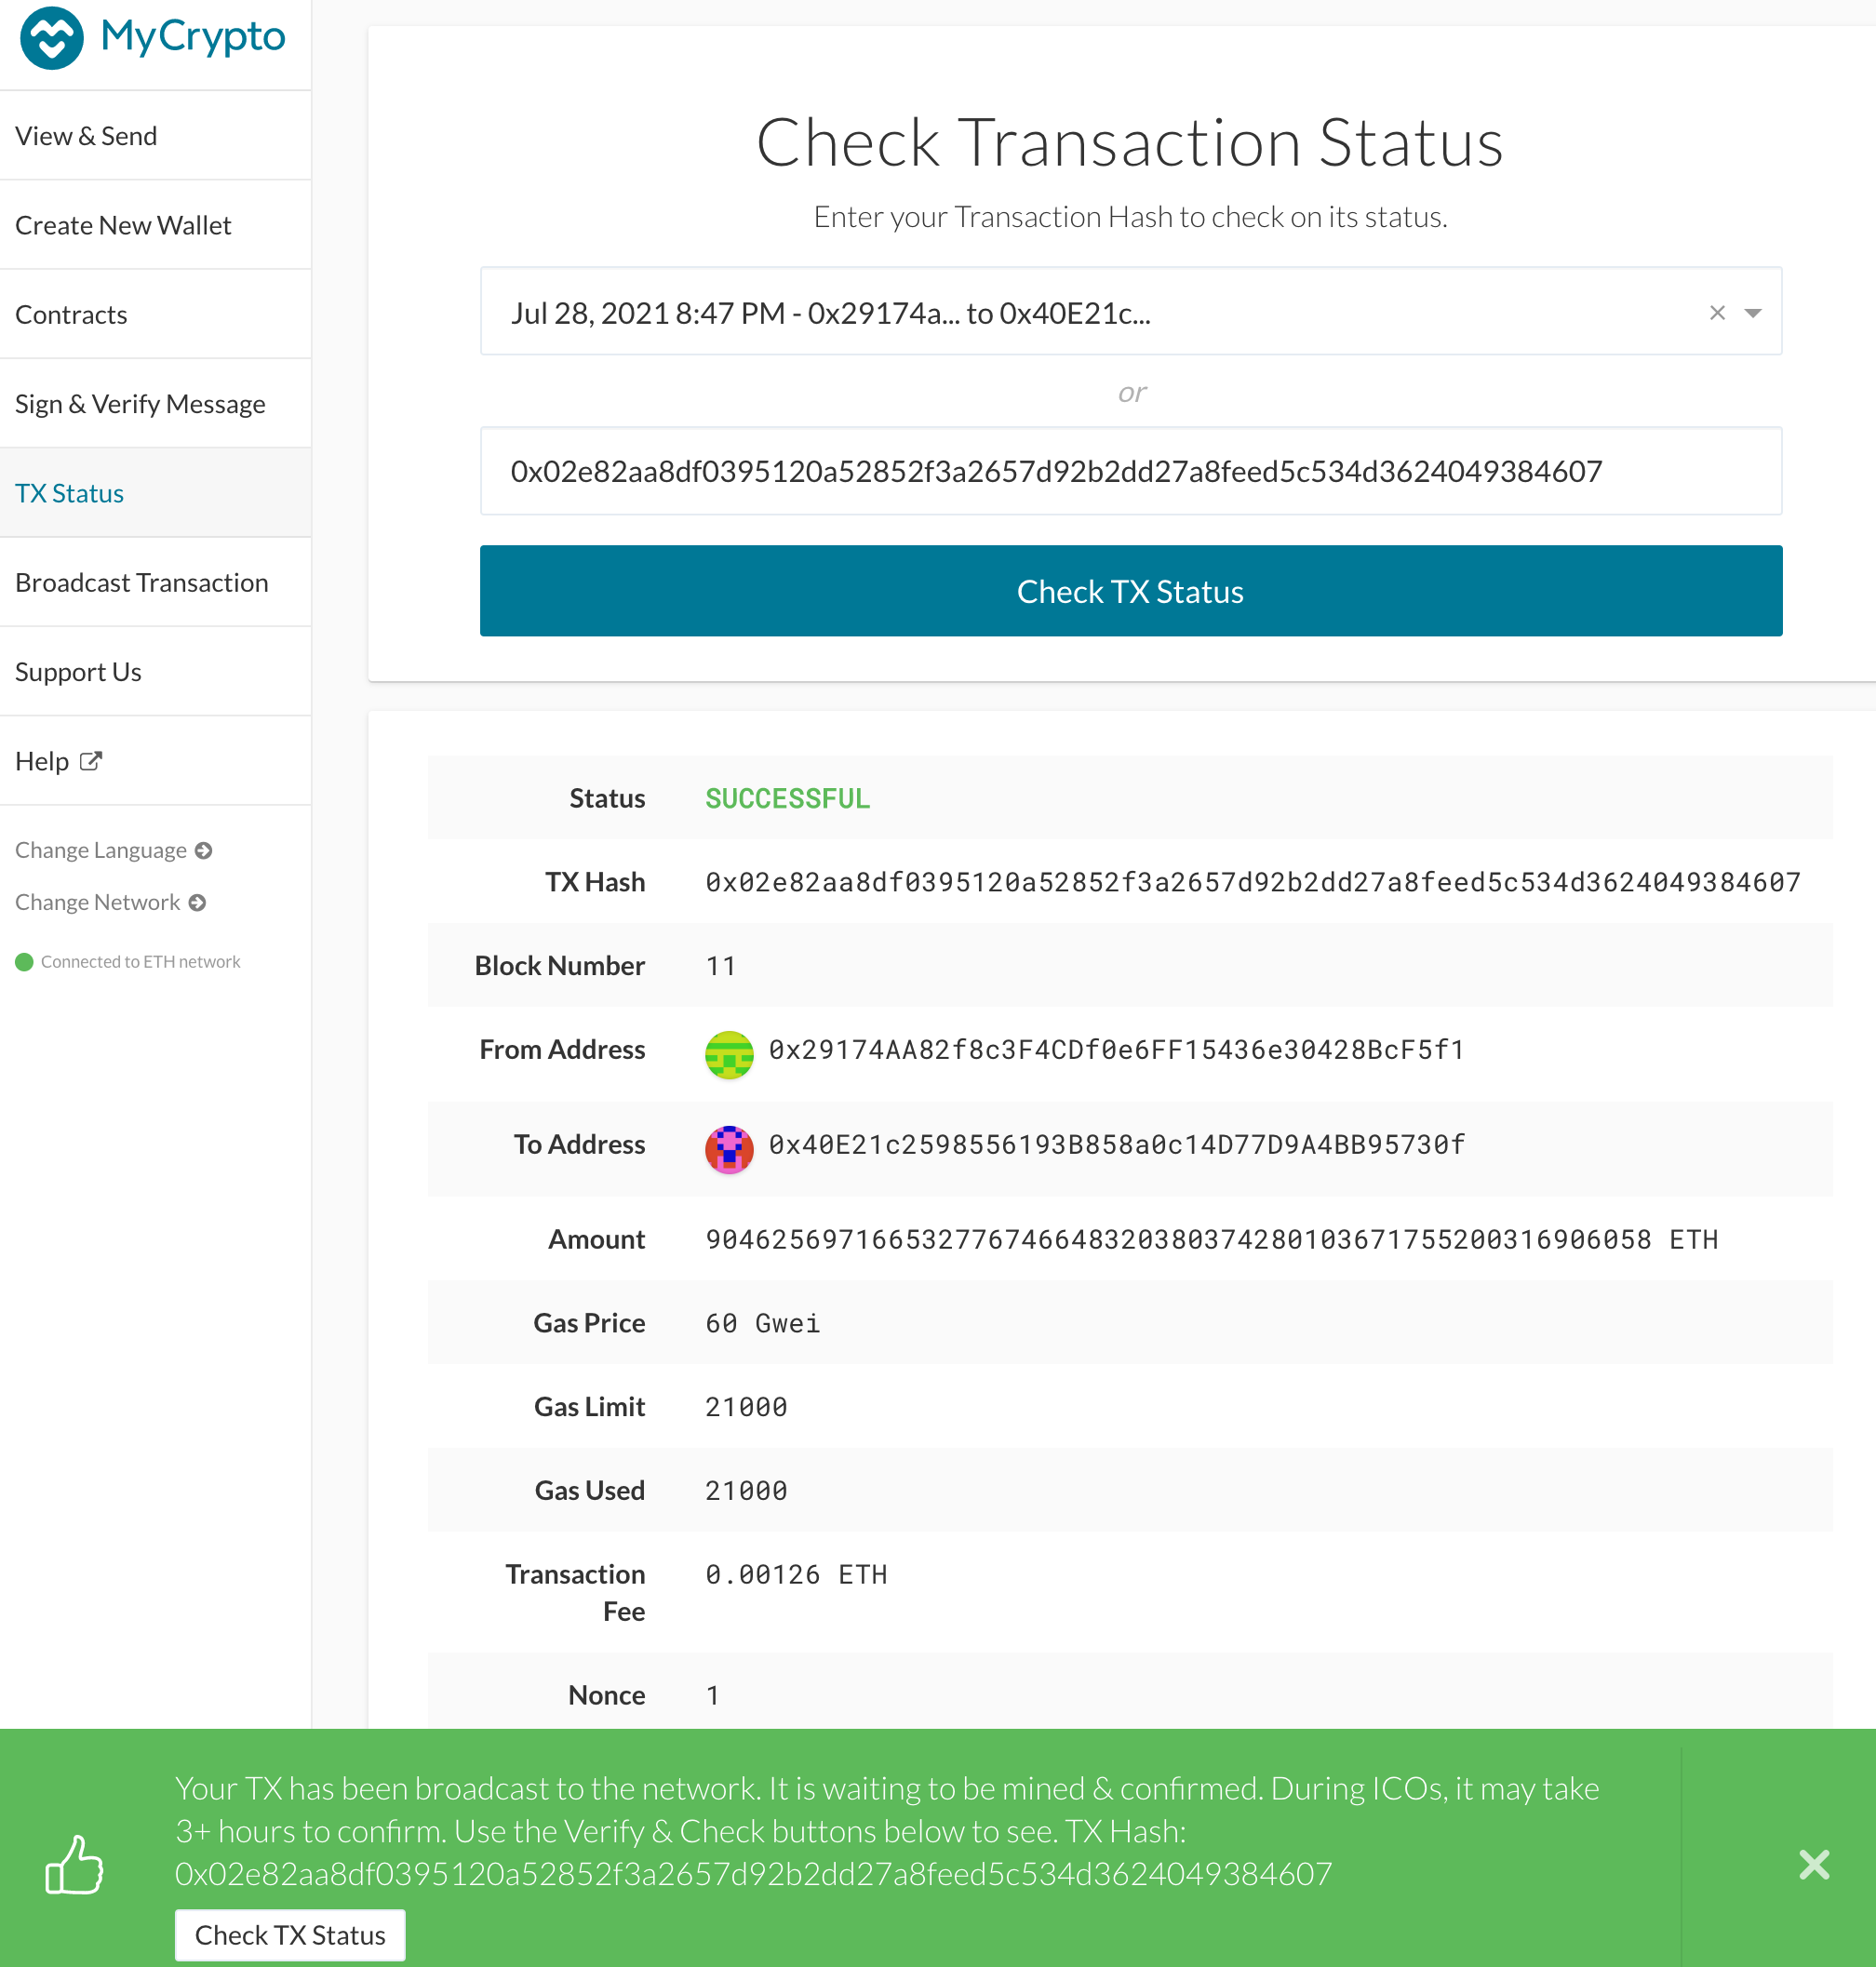 MyCrypto
View & Send
Create New Wallet
Contracts
Sign & Verify Message
TX Status
Broadcast Transaction
Support Us
Help
Change Language
Change Network
Connected to ETH network
Check Transaction Status
Enter your Transaction Hash to check on its status.
Jul 28, 2021 8:47 PM - 0x29174a... to 0x40E21c...
or
0x02e82aa8df0395120a52852f3a2657d92b2dd27a8feed5c534d3624049384607
Check TX Status
Status SUCCESSFUL
TX Hash 0x02e82aa8df0395120a52852f3a2657d92b2dd27a8feed5c534d3624049384607
Block Number 11
From Address 0x29174AA82f8c3F4CDf0e6FF15436e30428BcF5f1
To Address 0x40E21c2598556193B858a0c14D77D9A4BB95730f
Amount 904625697166532776746648320380374280103671755200316906058 ETH
Gas Price 60 Gwei
Gas Limit 21000
Gas Used 21000
Transaction 0.00126 ETH
Fee
Nonce 1
Your TX has been broadcast to the network. It is waiting to be mined & confirmed. During ICOs, it may take
3+ hours to confirm. Use the Verify & Check buttons below to see. TX Hash:
0x02e82aa8df0395120a52852f3a2657d92b2dd27a8feed5c534d3624049384607
Check TX Status